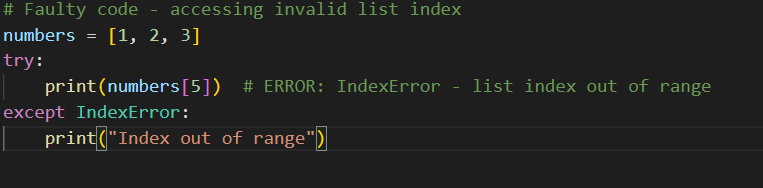 # Faulty code - accessing invalid list index
numbers = [1, 2, 3]
try:
    print(numbers[5])  # ERROR: IndexError - list index out of range
except IndexError:
    print("Index out of range")